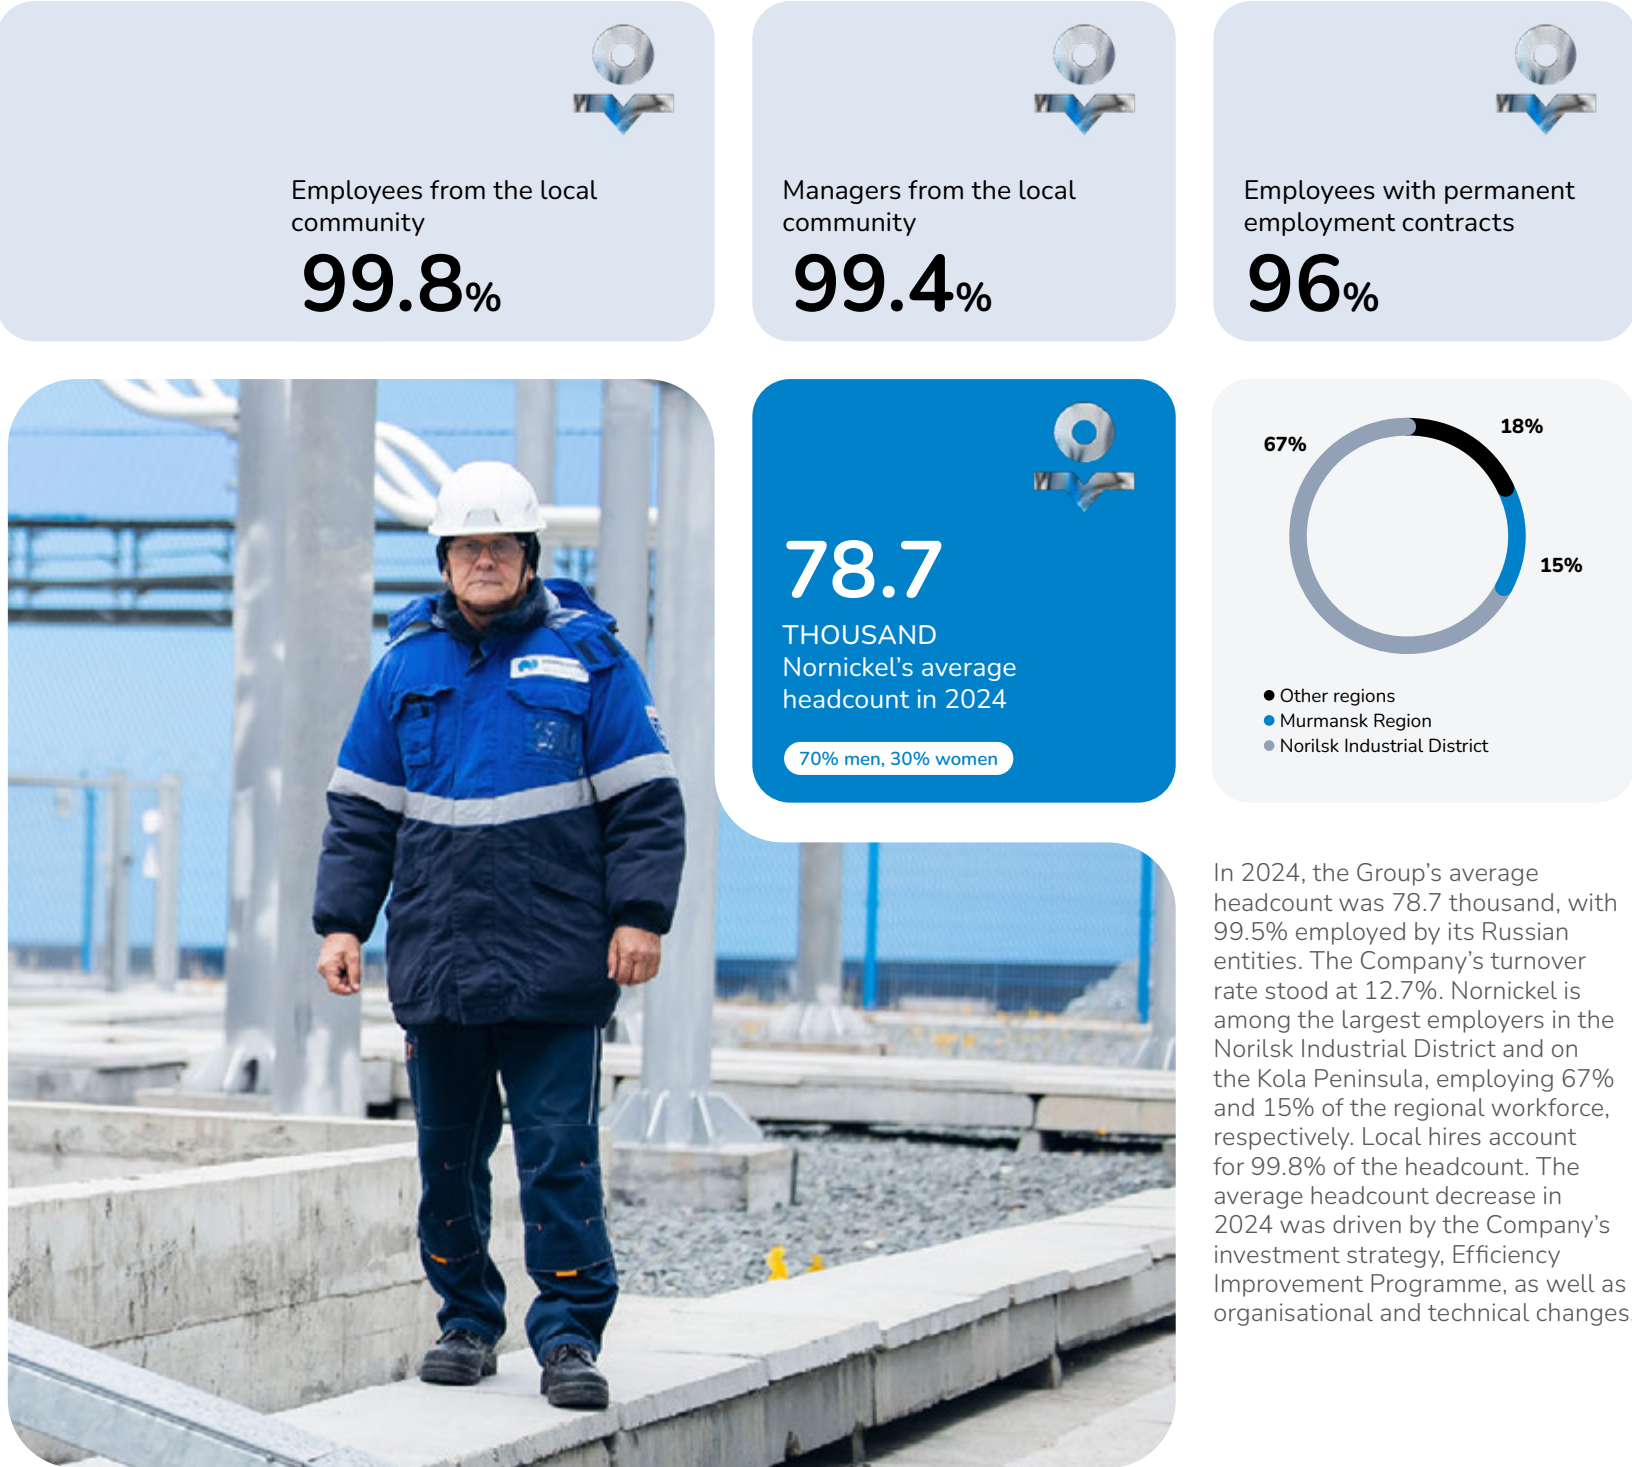 Employees from the local
community
99.8%
Managers from the local
community
99.4%
Employees with permanent
employment contracts
96%
78.7
THOUSAND
Nornickel’s average
headcount in 2024
70% men, 30% women
67%
18%
15%
Other regions
Murmansk Region
Norilsk Industrial District
In 2024, the Group’s average
headcount was 78.7 thousand, with
99.5% employed by its Russian
entities. The Company’s turnover
rate stood at 12.7%. Nornickel is
among the largest employers in the
Norilsk Industrial District and on
the Kola Peninsula, employing 67%
and 15% of the regional workforce,
respectively. Local hires account
for 99.8% of the headcount. The
average headcount decrease in
2024 was driven by the Company’s
investment strategy, Efficiency
Improvement Programme, as well as
organisational and technical changes.